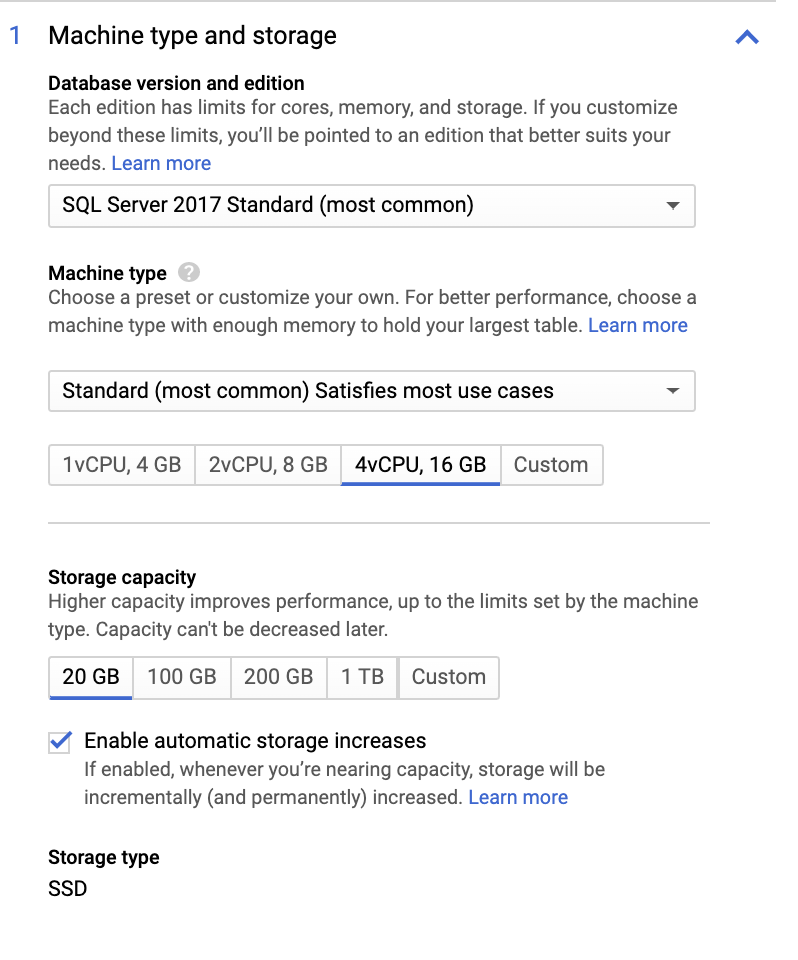 1 Machine type and storage
Database version and edition
Each edition has limits for cores, memory, and storage. If you customize
beyond these limits, you’ll be pointed to an edition that better suits your
needs. Learn more
SQL Server 2017 Standard (most common)
Machine type ?
Choose a preset or customize your own. For better performance, choose a
machine type with enough memory to hold your largest table. Learn more
Standard (most common) Satisfies most use cases
1vCPU, 4 GB 2vCPU, 8 GB 4vCPU, 16 GB Custom
Storage capacity
Higher capacity improves performance, up to the limits set by the machine
type. Capacity can't be decreased later.
20 GB 100 GB 200 GB 1 TB Custom
Enable automatic storage increases
If enabled, whenever you’re nearing capacity, storage will be
incrementally (and permanently) increased. Learn more
Storage type
SSD